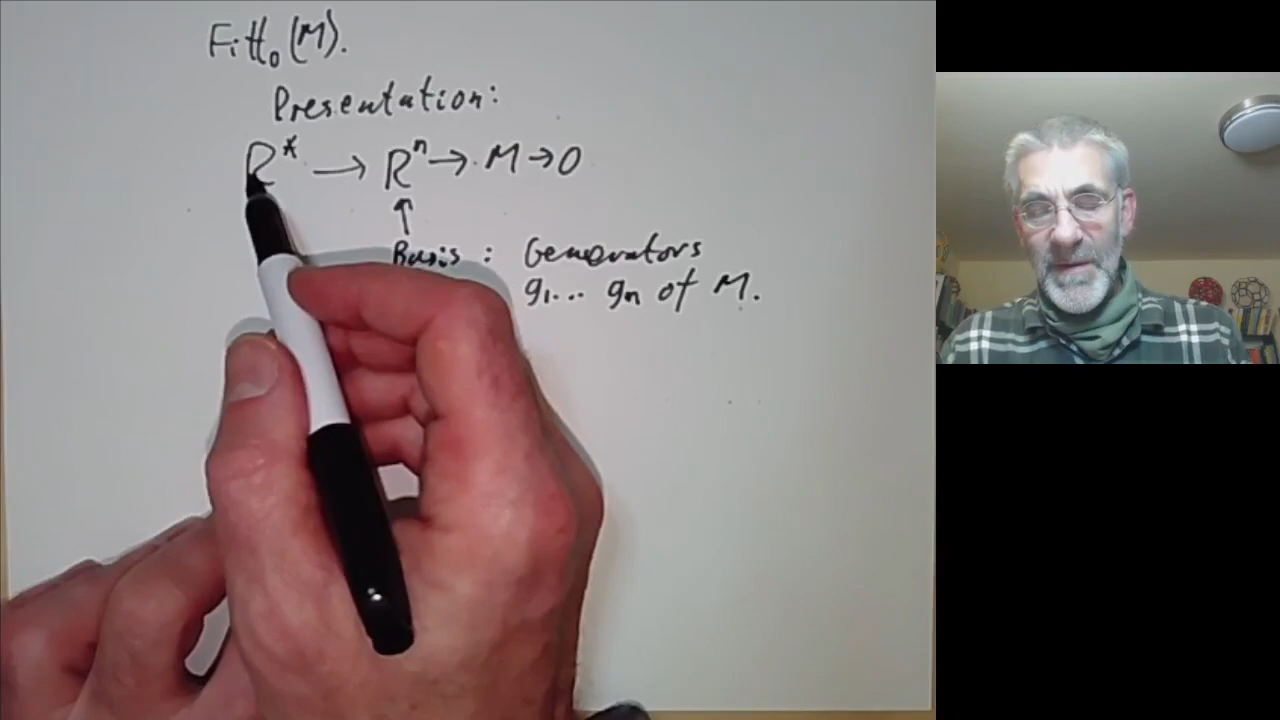 Fitt₀(M).
Presentation:
R* → Rⁿ → M → 0
↑
Basis : Generators
g₁... gₙ of M.